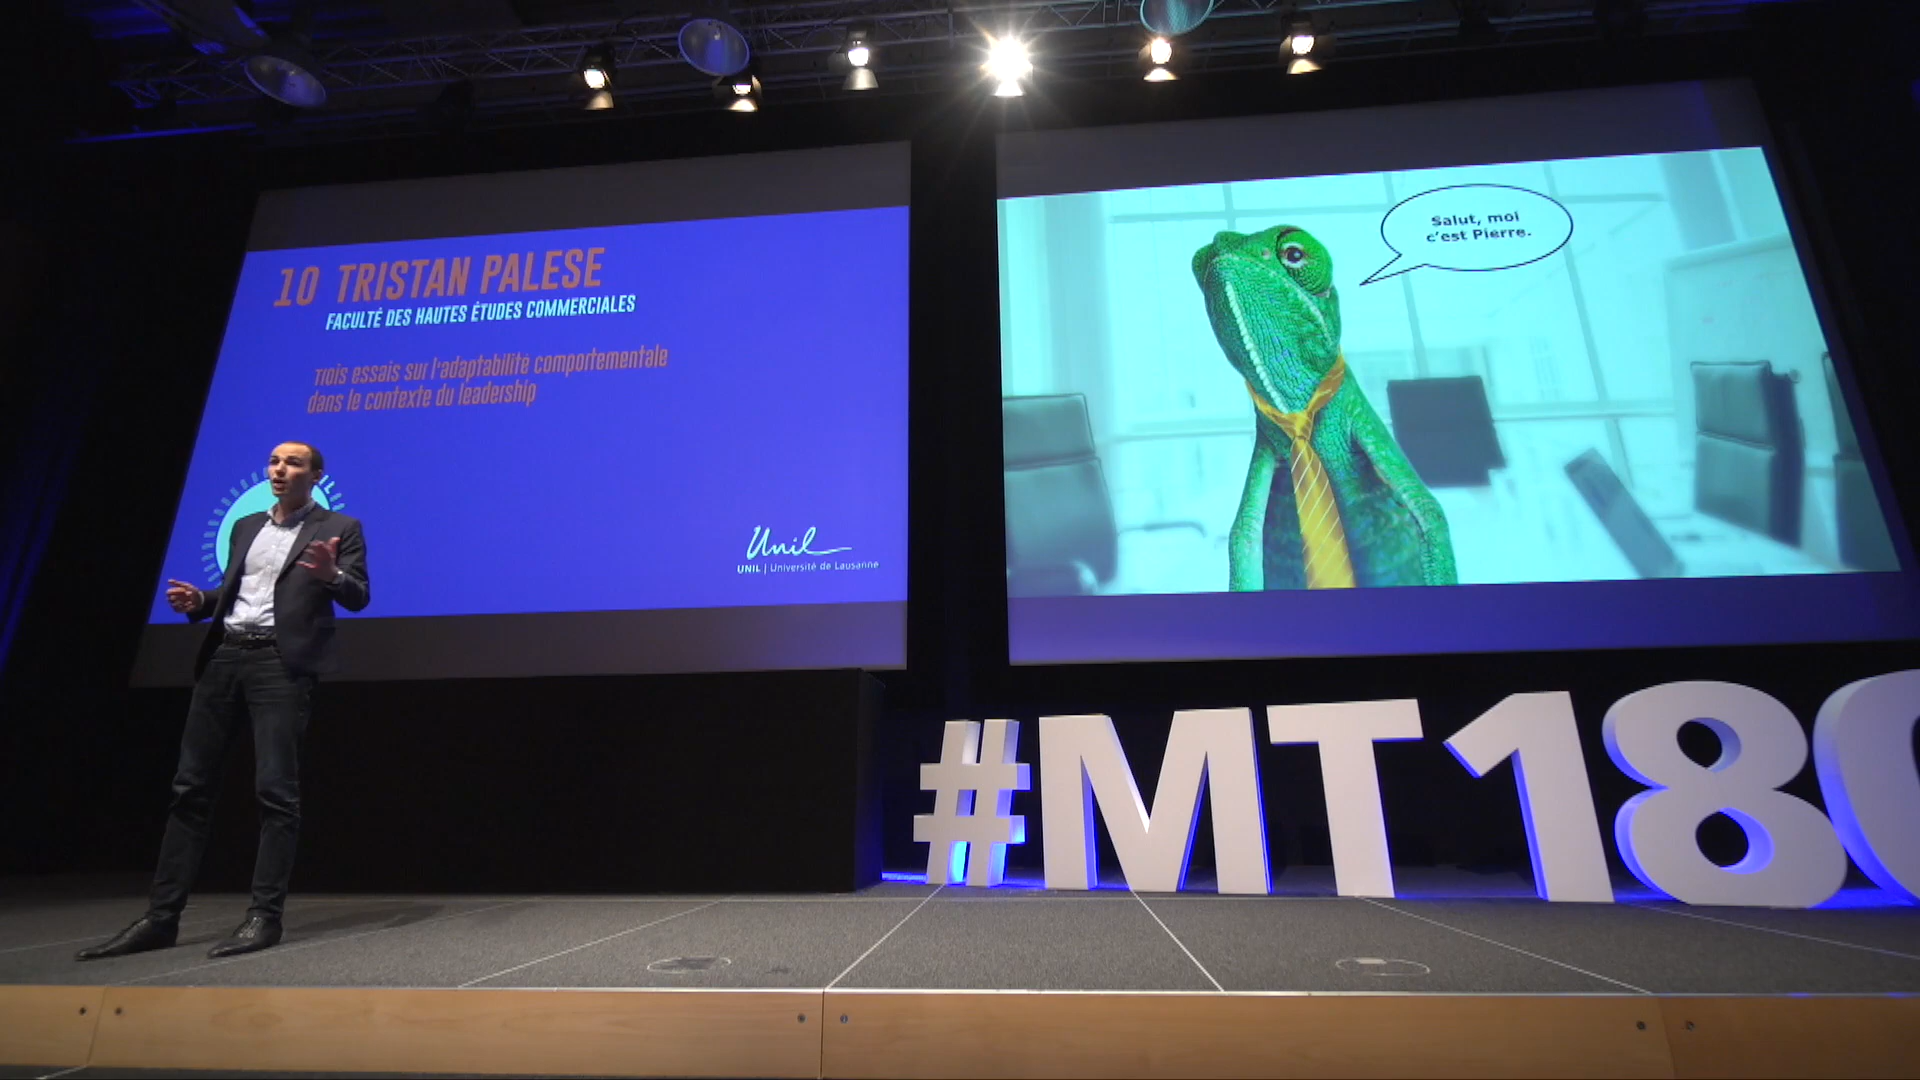 10 TRISTAN PALESE
FACULTÉ DES HAUTES ÉTUDES COMMERCIALES
Trois essais sur l'adaptabilité comportementale
dans le contexte du leadership
Unil
UNIL | Université de Lausanne
Salut, moi
c'est Pierre.
#MT180